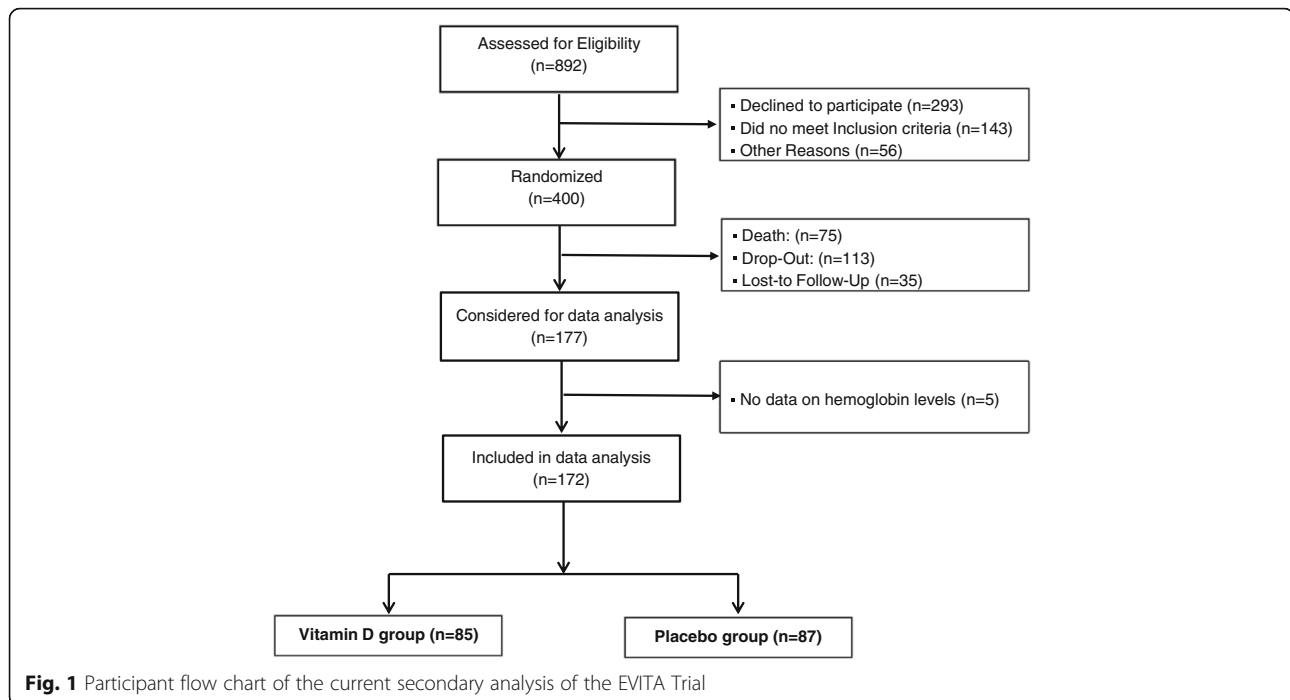 Assessed for Eligibility
(n=892)
▪ Declined to participate (n=293)
▪ Did no meet Inclusion criteria (n=143)
▪ Other Reasons (n=56)
Randomized
(n=400)
▪ Death: (n=75)
▪ Drop-Out: (n=113)
▪ Lost-to Follow-Up (n=35)
Considered for data analysis
(n=177)
▪ No data on hemoglobin levels (n=5)
Included in data analysis
(n=172)
Vitamin D group (n=85)
Placebo group (n=87)
Fig. 1 Participant flow chart of the current secondary analysis of the EVITA Trial